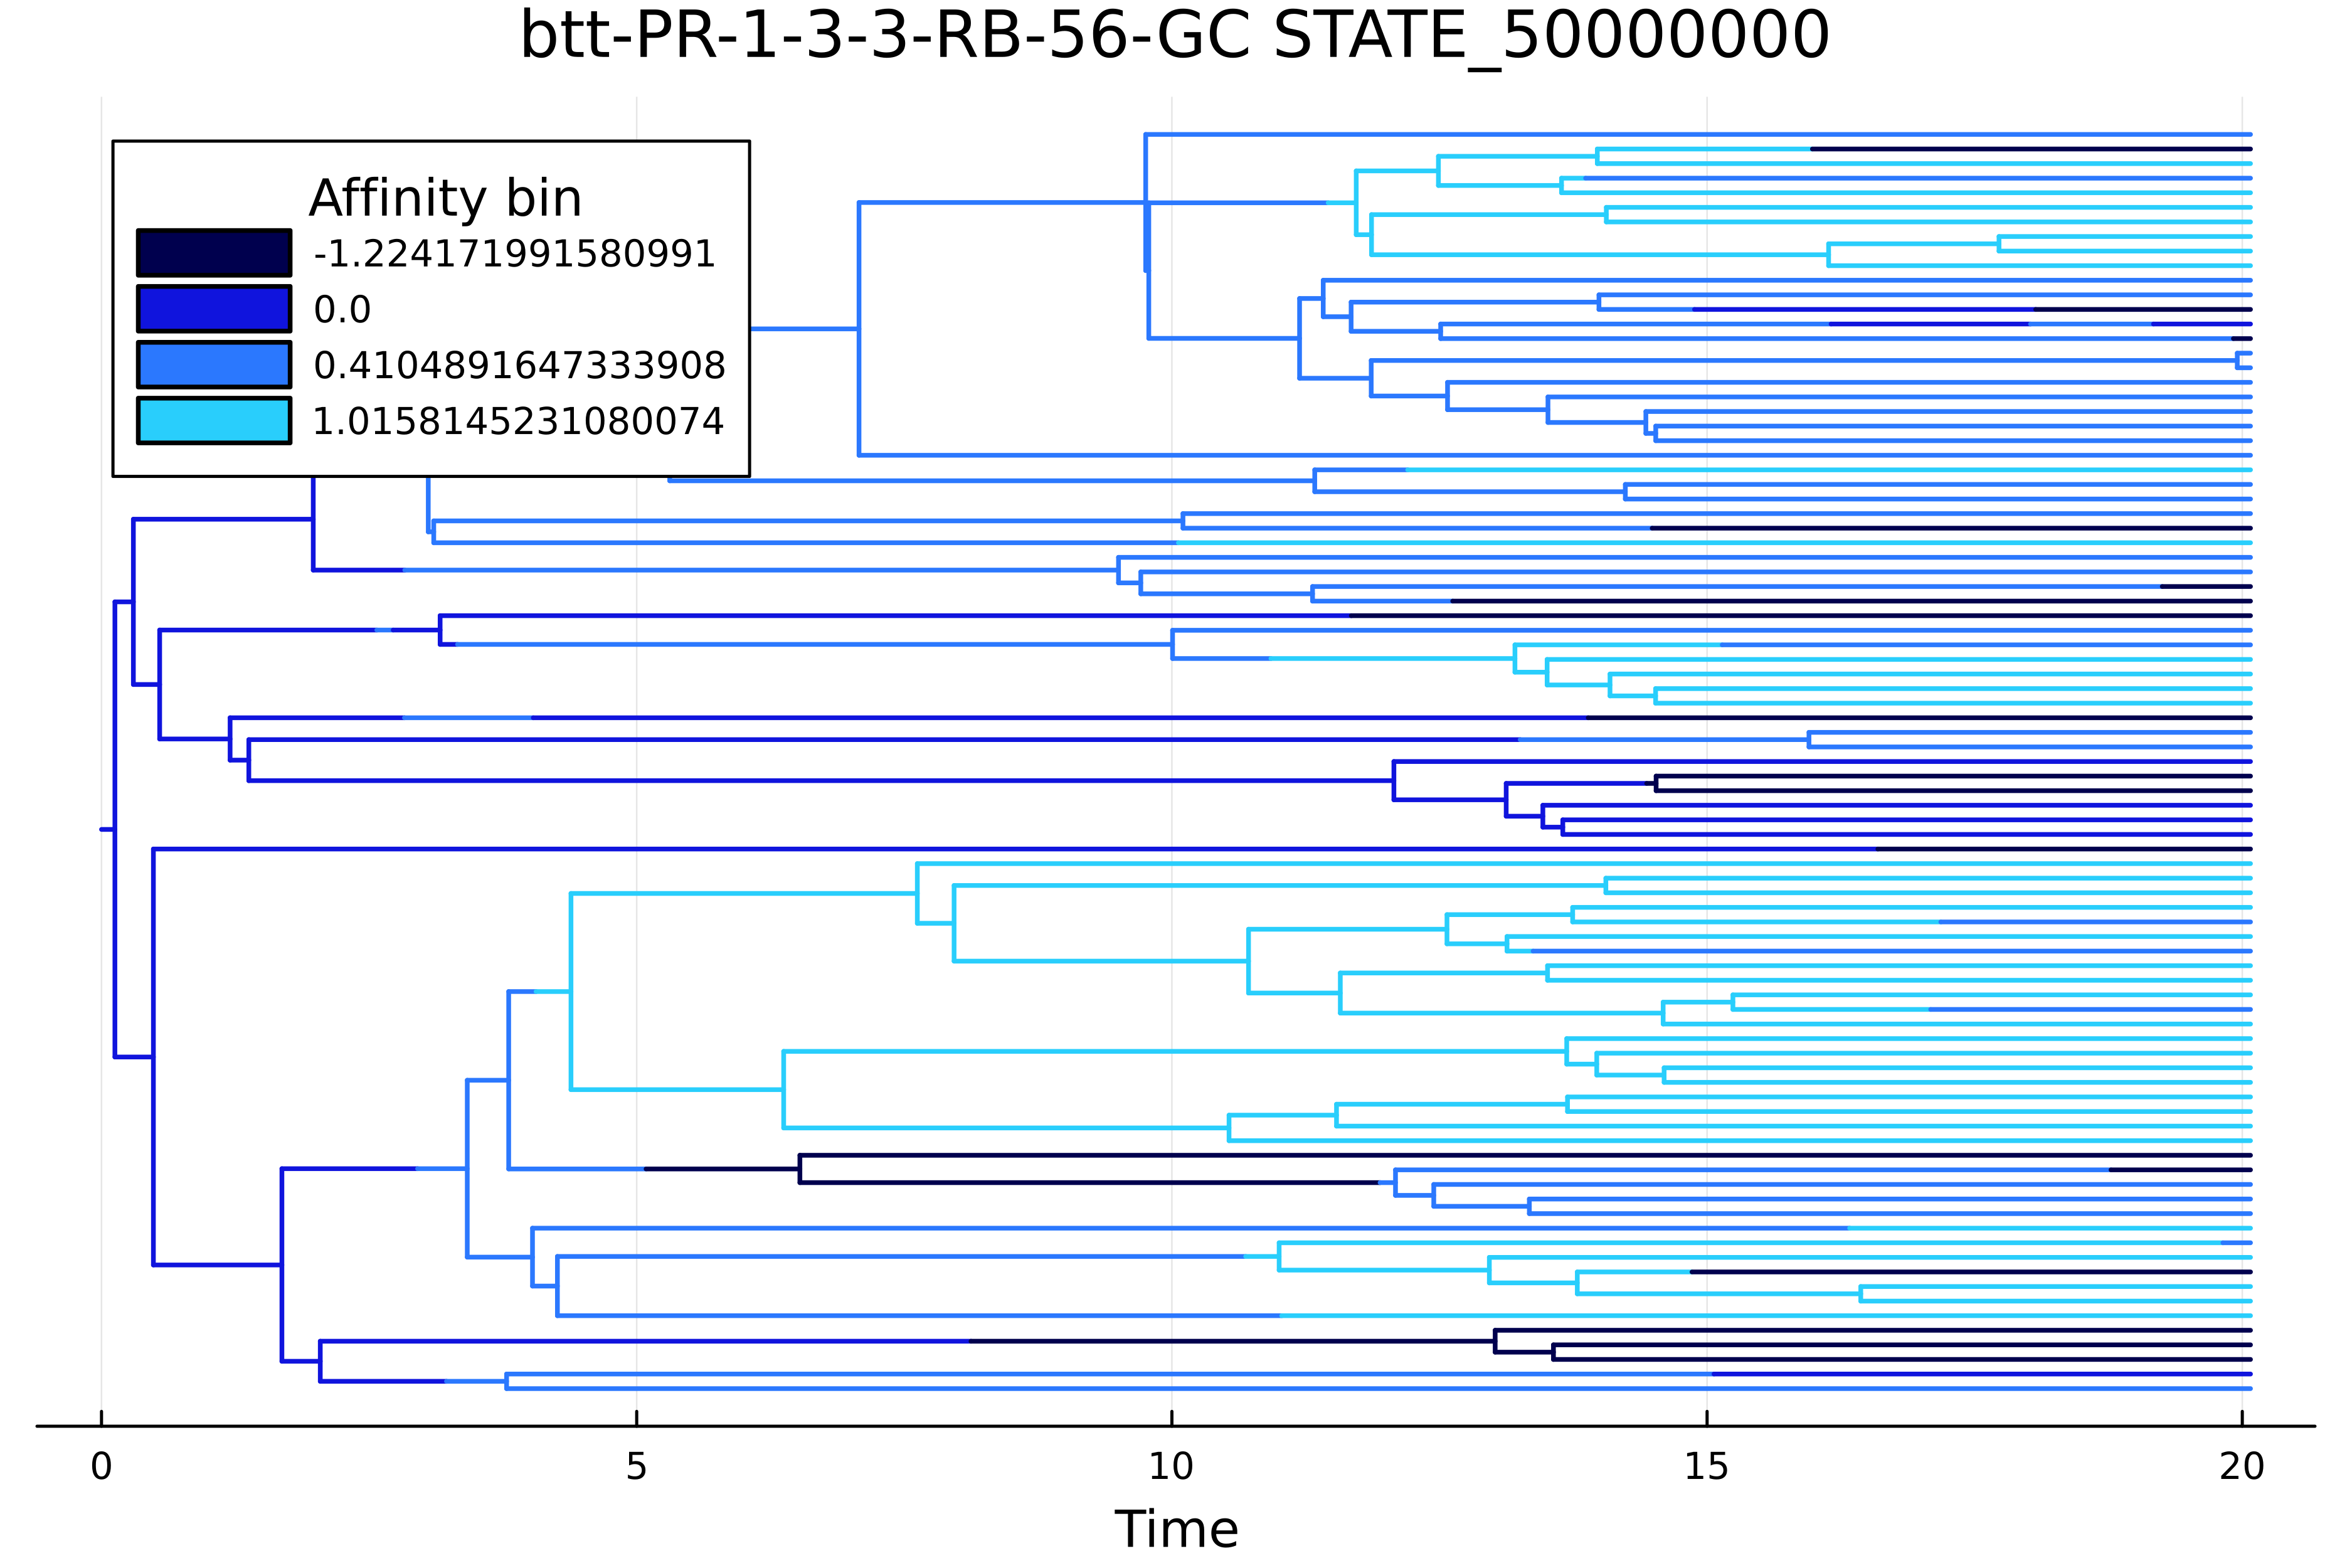 btt-PR-1-3-3-RB-56-GC STATE_50000000
Affinity bin
-1.224171991580991
0.0
0.4104891647333908
1.0158145231080074
0 5 10 15 20
Time